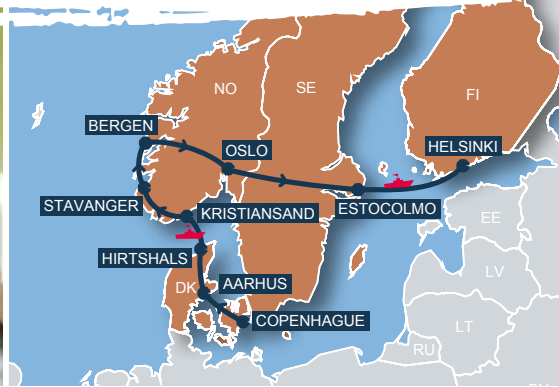 NO
SE
FI
BERGEN
OSLO
HELSINKI
STAVANGER
KRISTIANSAND
ESTOCOLMO
EE
HIRTSHALS
LV
DK
AARHUS
COPENHAGUE
LT
RU